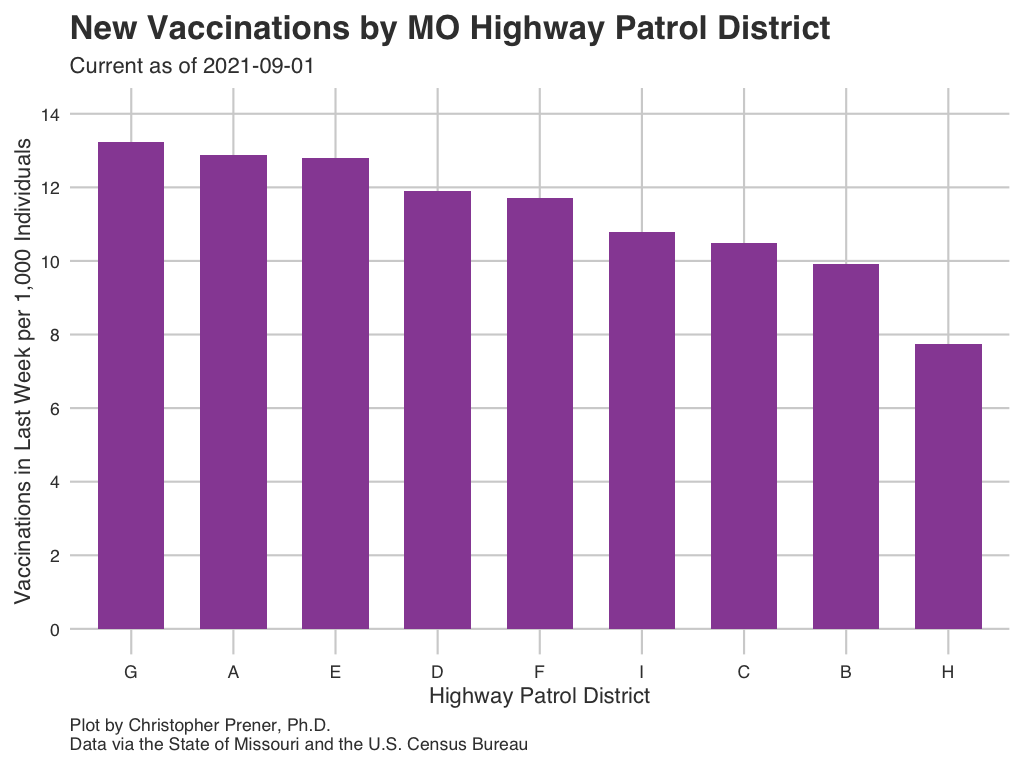 New Vaccinations by MO Highway Patrol District
Current as of 2021-09-01
Vaccinations in Last Week per 1,000 Individuals
14
12
10
8
6
4
2
0
G A E D F I C B H
Highway Patrol District
Plot by Christopher Prener, Ph.D.
Data via the State of Missouri and the U.S. Census Bureau